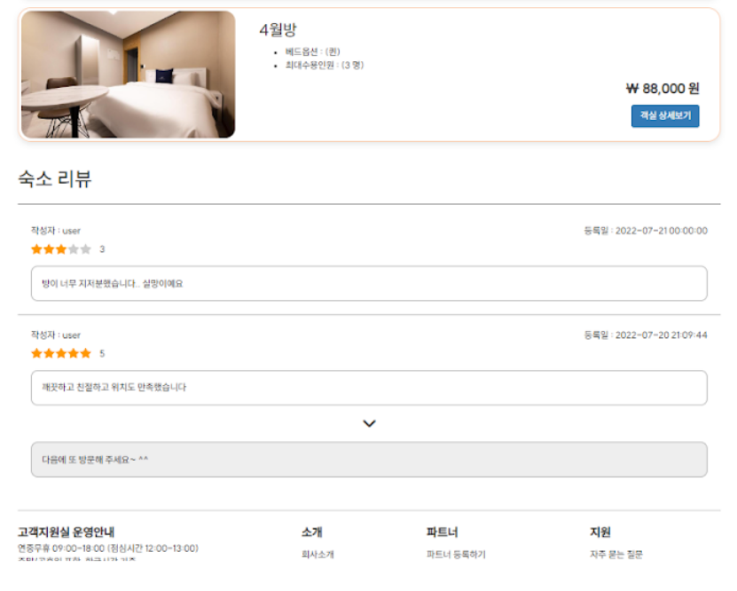 4월방
베드옵션 : (퀸)
최대수용인원 : (3 명)
₩ 88,000 원
객실 상세보기
숙소 리뷰
작성자 : user
등록일 : 2022-07-21 00:00:00
3
방이 너무 지저분했습니다.. 실망이에요
작성자 : user
등록일 : 2022-07-20 21:09:44
5
깨끗하고 친절하고 위치도 만족했습니다
다음에 또 방문해 주세요~ ^^
고객지원실 운영안내
소개
파트너
지원
연중무휴 09:00-18:00 (점심시간 12:00-13:00)
회사소개
파트너 등록하기
자주 묻는 질문